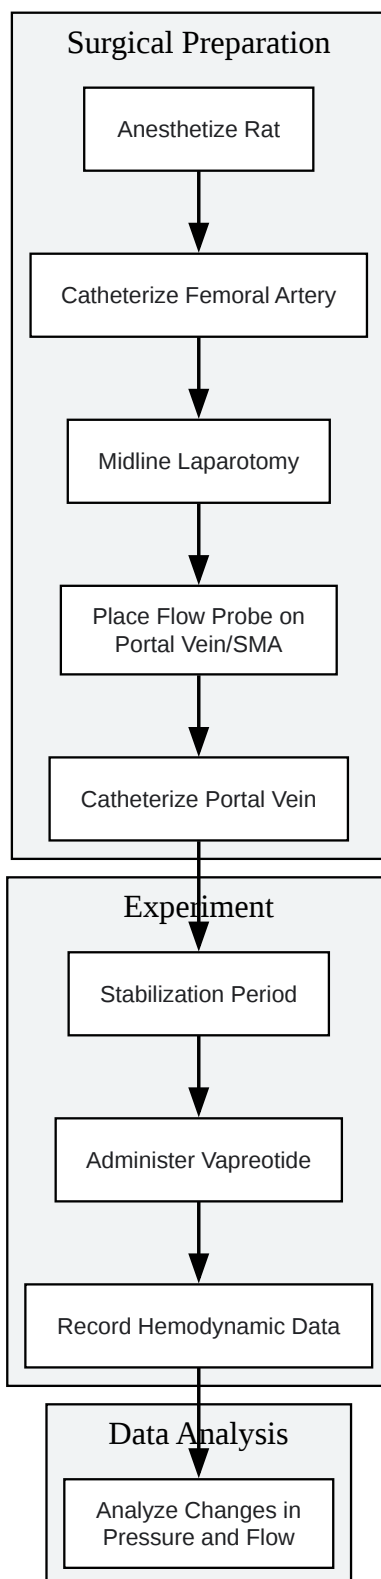 Surgical Preparation
Anesthetize Rat
Catheterize Femoral Artery
Midline Laparotomy
Place Flow Probe on
Portal Vein/SMA
Catheterize Portal Vein
Experiment
Stabilization Period
Administer Vapreotide
Record Hemodynamic Data
Data Analysis
Analyze Changes in
Pressure and Flow